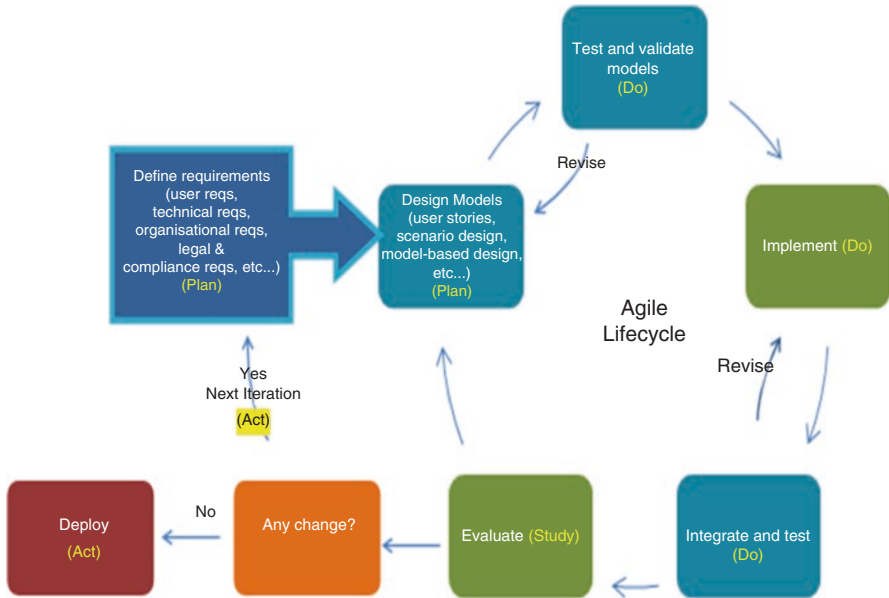 Test and validate
models
(Do)
Revise
Define requirements
(user reqs,
technical reqs,
organisational reqs,
legal &
compliance reqs, etc...)
(Plan)
Design Models
(user stories,
scenario design,
model-based design,
etc...)
(Plan)
Implement (Do)
Agile
Lifecycle
Revise
Yes
Next Iteration
(Act)
Deploy
(Act)
No
Any change?
Evaluate (Study)
Integrate and test
(Do)